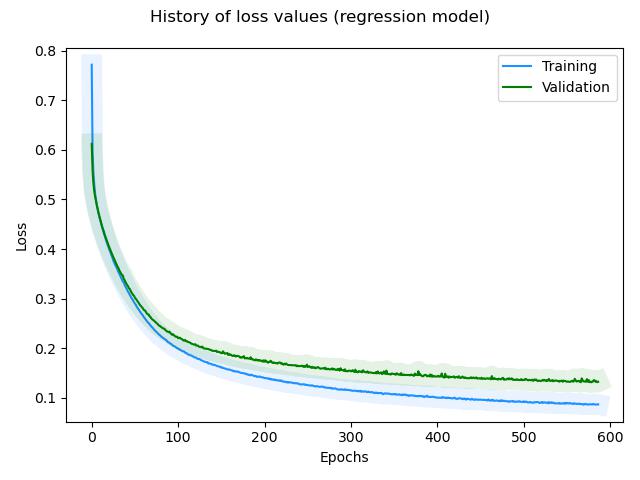 History of loss values (regression model)
0.8
0.7
0.6
0.5
0.4
0.3
0.2
0.1
Loss
Training
Validation
0 100 200 300 400 500 600
Epochs